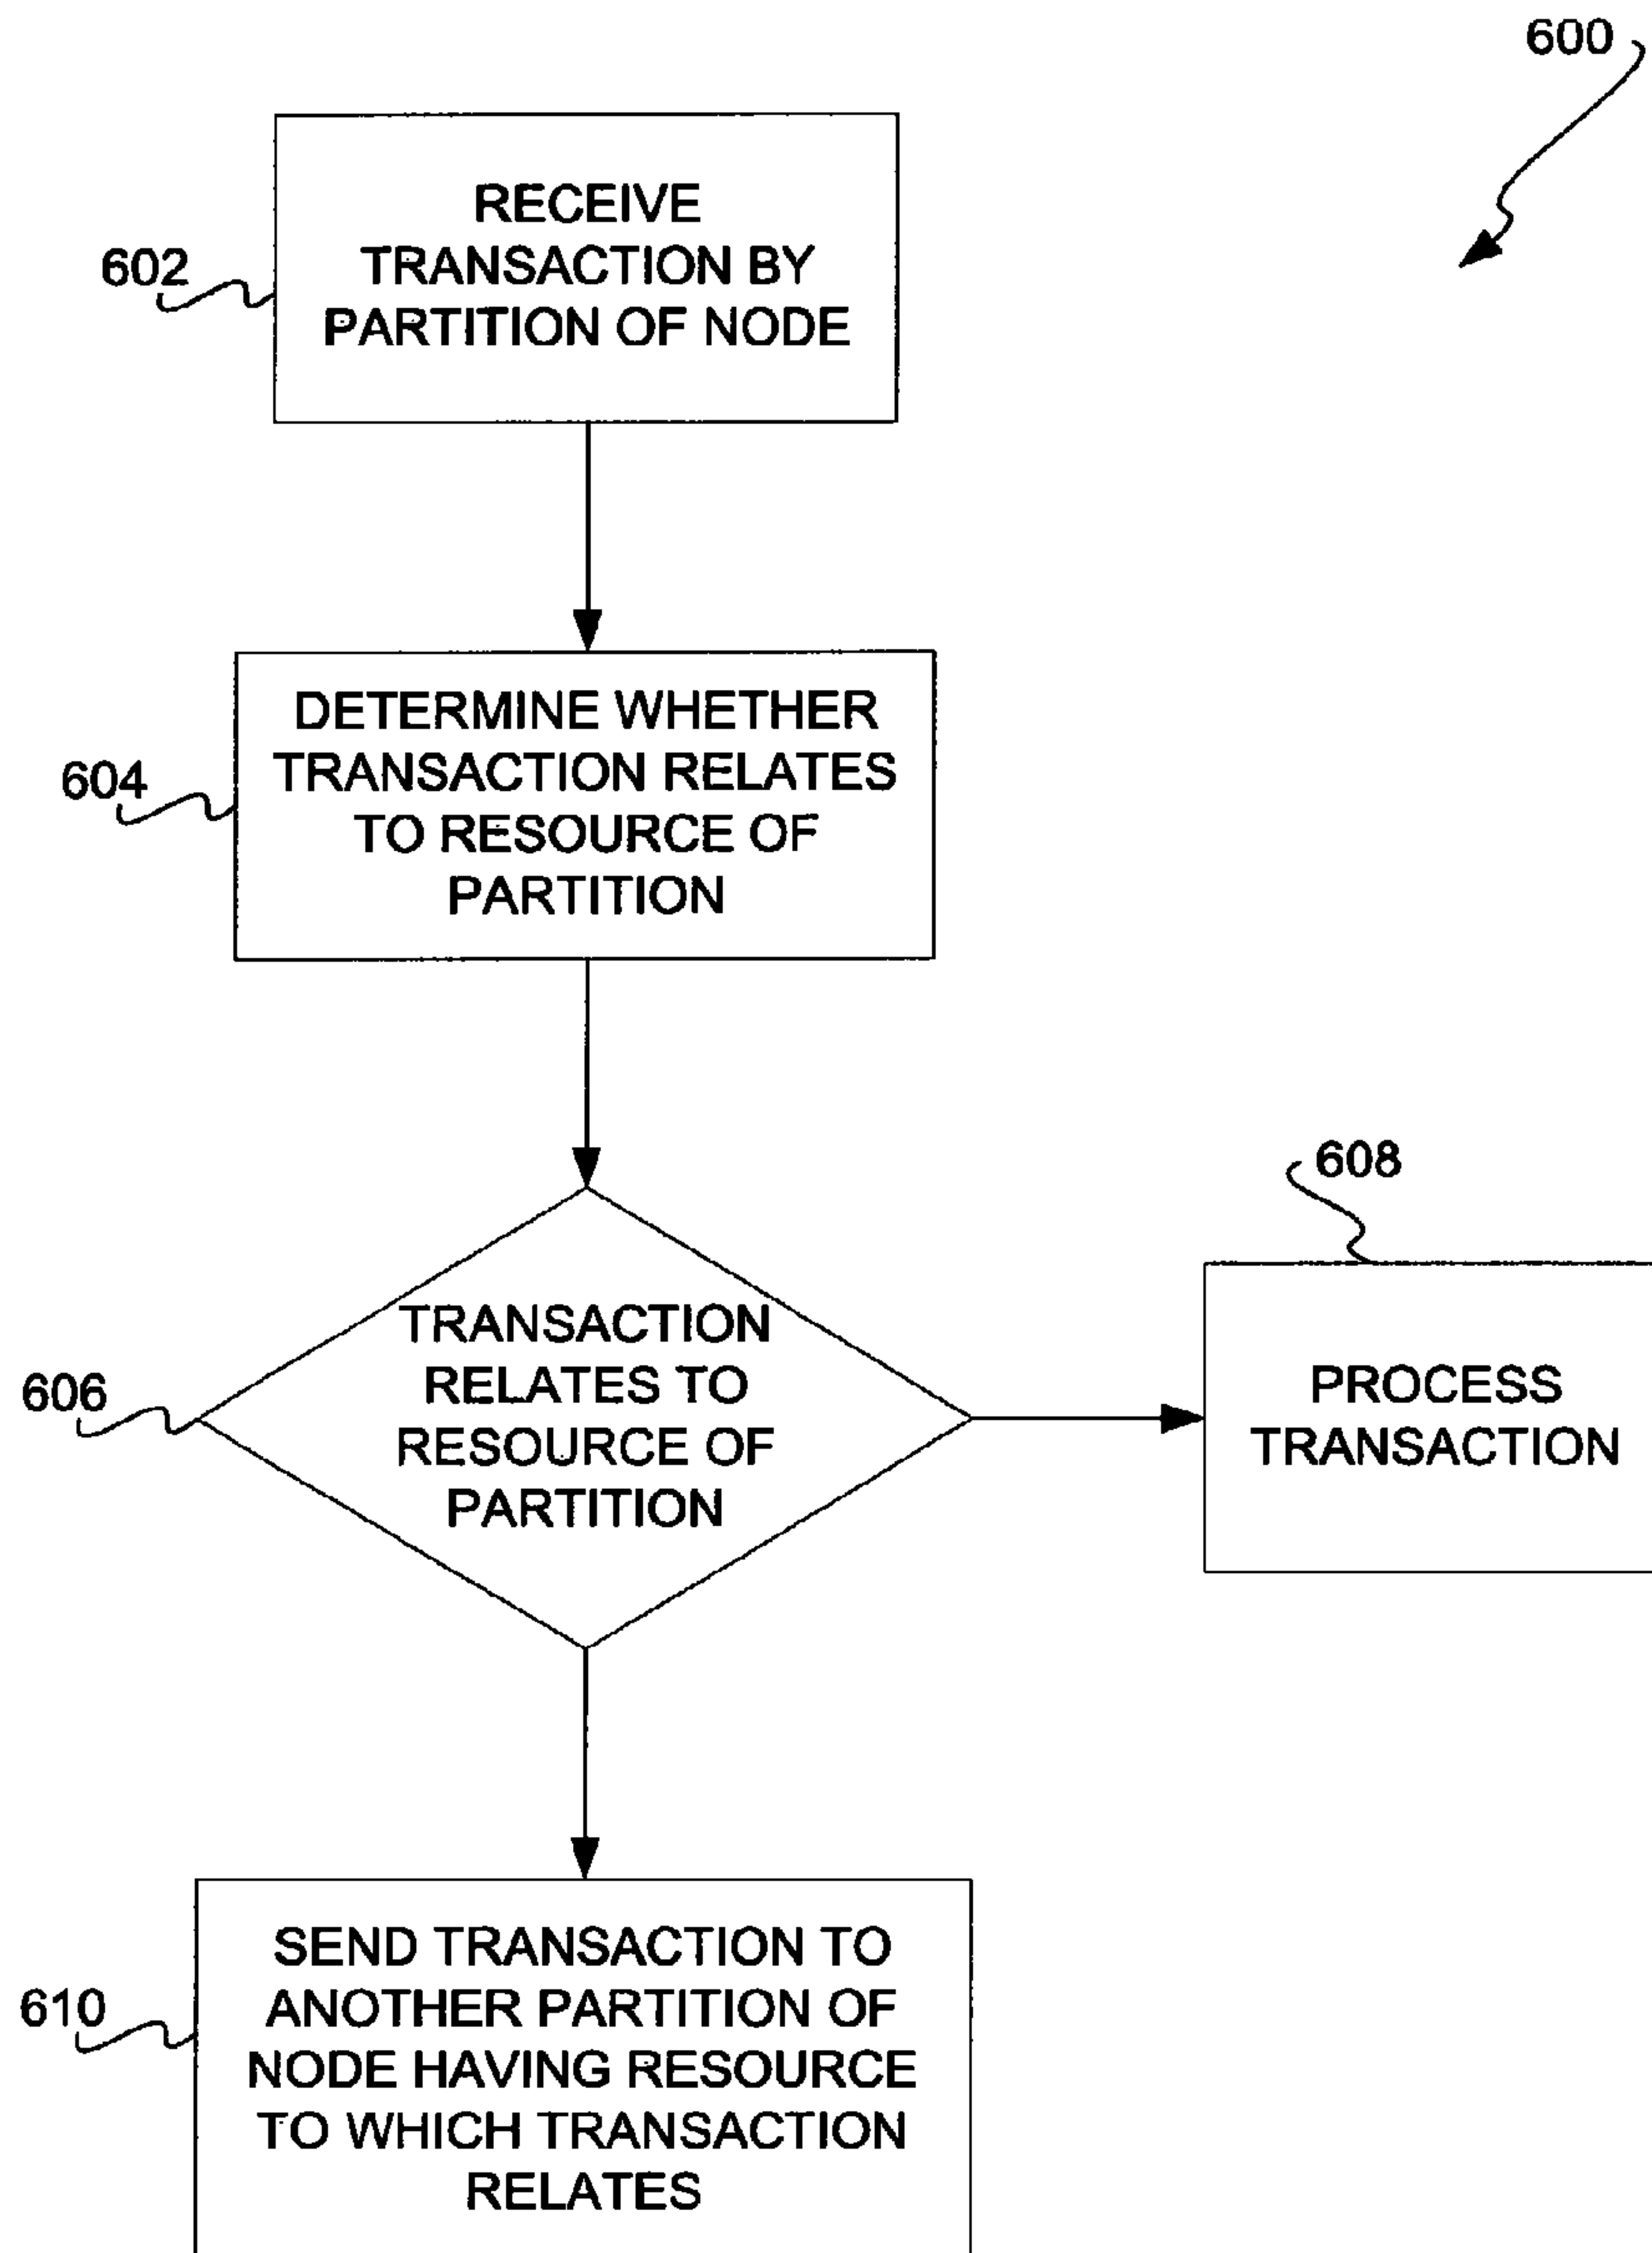 600
RECEIVE
TRANSACTION BY
PARTITION OF NODE
602
DETERMINE WHETHER
TRANSACTION RELATES
TO RESOURCE OF
PARTITION
604
TRANSACTION
RELATES TO
RESOURCE OF
PARTITION
606
608
PROCESS
TRANSACTION
SEND TRANSACTION TO
ANOTHER PARTITION OF
NODE HAVING RESOURCE
TO WHICH TRANSACTION
RELATES
610